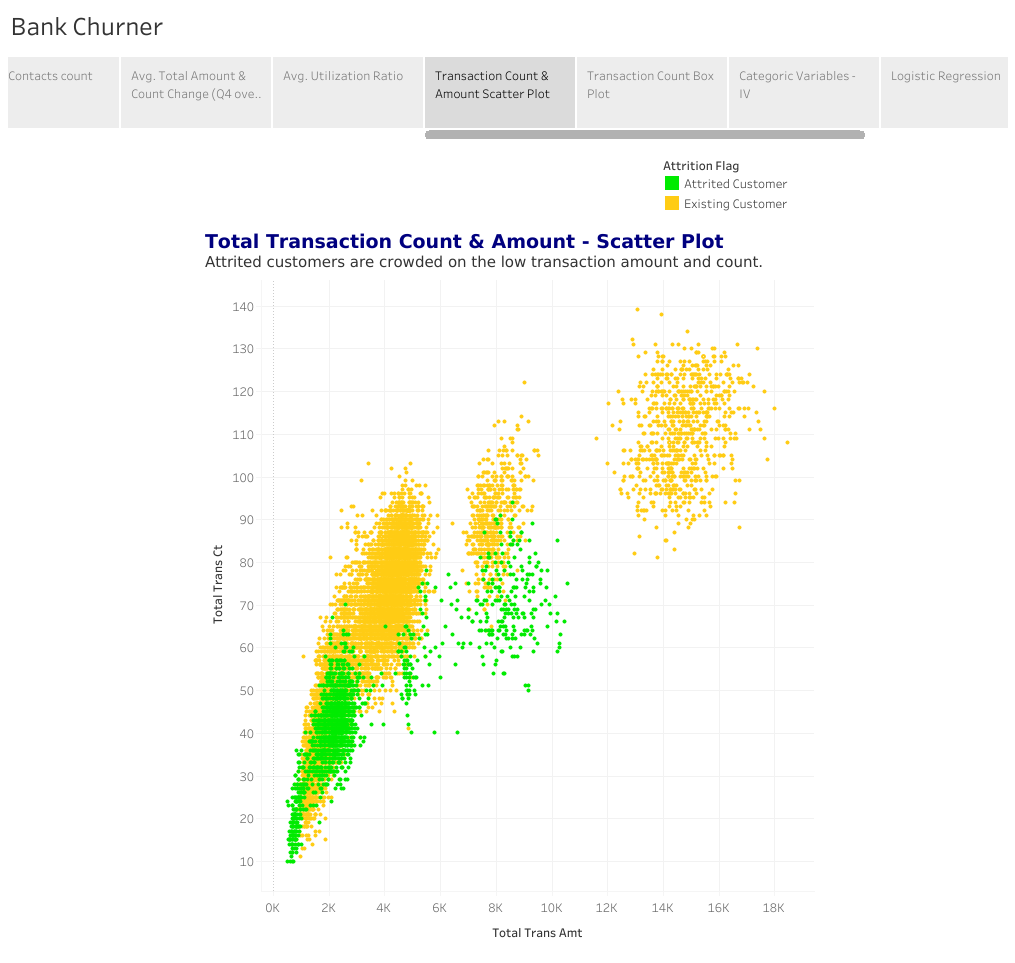 Bank Churner
Contacts count
Avg. Total Amount &
Count Change (Q4 ove..
Avg. Utilization Ratio
Transaction Count &
Amount Scatter Plot
Transaction Count Box
Plot
Categoric Variables -
IV
Logistic Regression
Attrition Flag
Attrited Customer
Existing Customer
Total Transaction Count & Amount - Scatter Plot
Attrited customers are crowded on the low transaction amount and count.
140
130
120
110
100
90
80
70
60
50
40
30
20
10
Total Trans Ct
0K 2K 4K 6K 8K 10K 12K 14K 16K 18K
Total Trans Amt